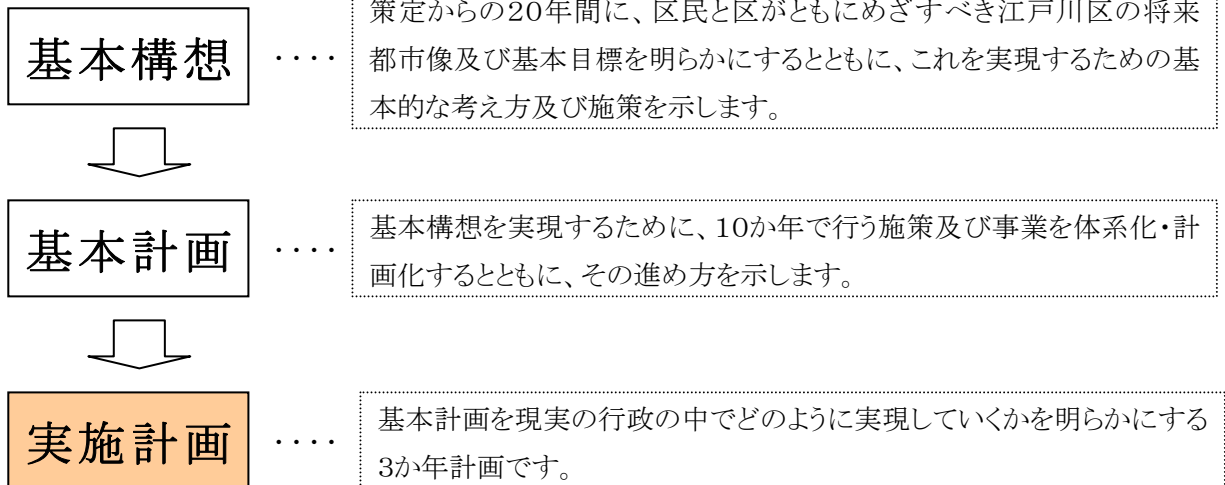 策定からの20年間に、区民と区がともにめざすべき江戸川区の将来
基本構想 ････ 都市像及び基本目標を明らかにするとともに、これを実現するための基
本的な考え方及び施策を示します。
基本計画 ････ 基本構想を実現するために、10か年で行う施策及び事業を体系化・計
画化するとともに、その進め方を示します。
実施計画 ････ 基本計画を現実の行政の中でどのように実現していくかを明らかにする
3か年計画です。